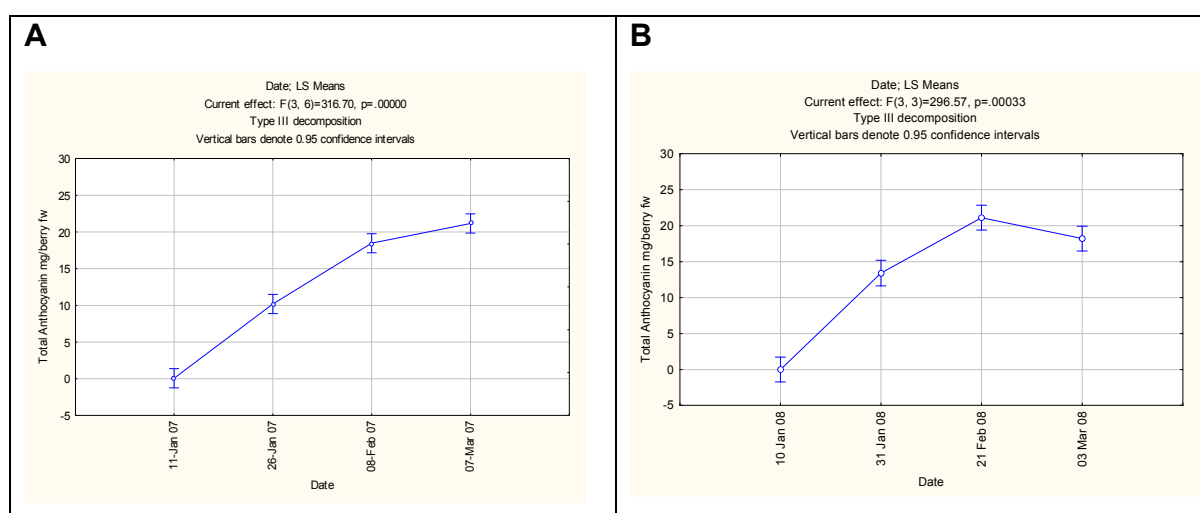 A
Date; LS Means
Current effect: F(3, 6)=316.70, p=.00000
Type III decomposition
Vertical bars denote 0.95 confidence intervals
Total Anthocyanin mg/berry fw
30
25
20
15
10
5
0
-5
11-Jan 07
26-Jan 07
08-Feb 07
07-Mar 07
Date
B
Date; LS Means
Current effect: F(3, 3)=296.57, p=.00033
Type III decomposition
Vertical bars denote 0.95 confidence intervals
Total Anthocyanin mg/berry fw
30
25
20
15
10
5
0
-5
10 Jan 08
31 Jan 08
21 Feb 08
03 Mar 08
Date